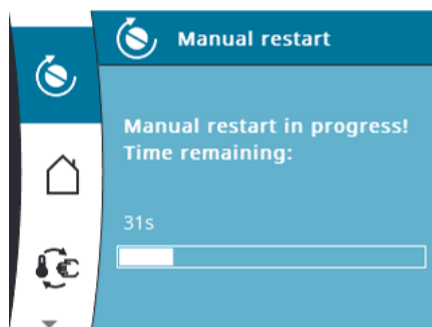 Manual restart
Manual restart in progress!
Time remaining:
31s